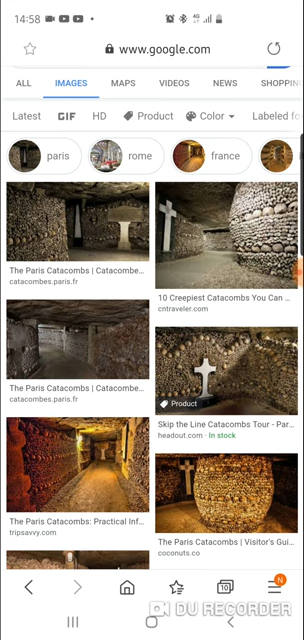 14:58
www.google.com
ALL IMAGES MAPS VIDEOS NEWS SHOPPIN
Latest GIF HD Product Color Labeled fo
paris rome france
The Paris Catacombs | Catacombe...
catacombes.paris.fr
10 Creepiest Catacombs You Can ...
cntraveler.com
The Paris Catacombs | Catacombe...
catacombes.paris.fr
Product
Skip the Line Catacombs Tour - Par...
headout.com · In stock
The Paris Catacombs: Practical Inf...
tripsavvy.com
The Paris Catacombs | Visitor's Gui...
coconuts.co
10
N
DU RECORDER